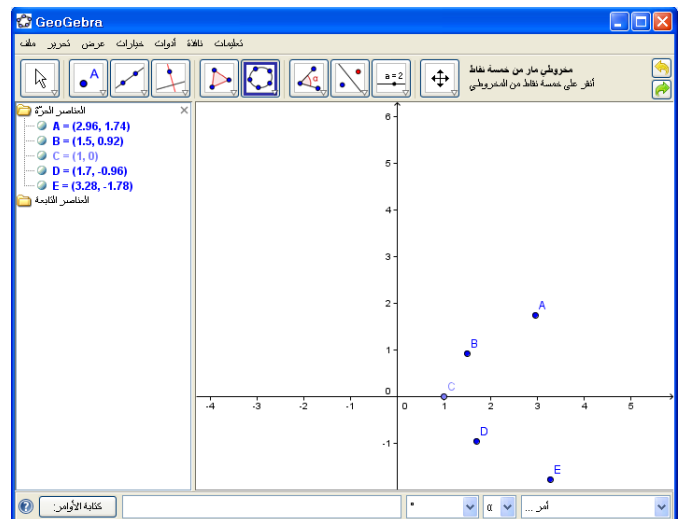 GeoGebra
ملف تحرير عرض خيارات أدوات نافذة تعليمات
A
α
a=2
مخروطي مار من خمسة نقاط
أنقر على خمسة نقاط من المخروطي
العناصر الحرّة
A = (2.96, 1.74)
B = (1.5, 0.92)
C = (1, 0)
D = (1.7, -0.96)
E = (3.28, -1.78)
العناصر التابعة
6
5
4
3
2
1
0
-1
-4 -3 -2 -1 0 1 2 3 4 5
A
B
C
D
E
كتابة الأوامر:
°
α
أمر ...